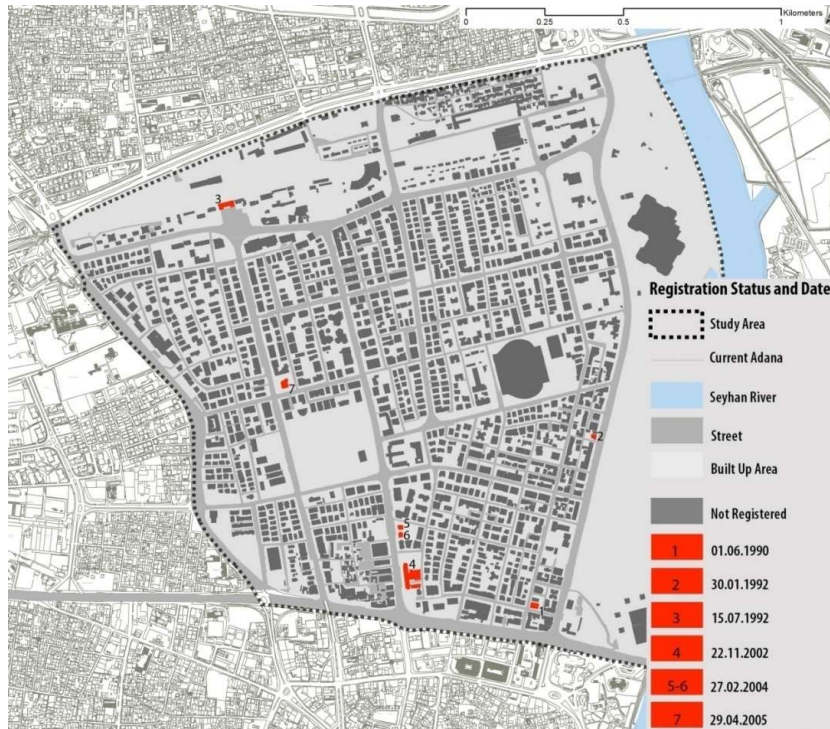 0 0.25 0.5 1 Kilometers
3
7
2
5
6
4
1
Registration Status and Date
Study Area
Current Adana
Seyhan River
Street
Built Up Area
Not Registered
1 01.06.1990
2 30.01.1992
3 15.07.1992
4 22.11.2002
5-6 27.02.2004
7 29.04.2005